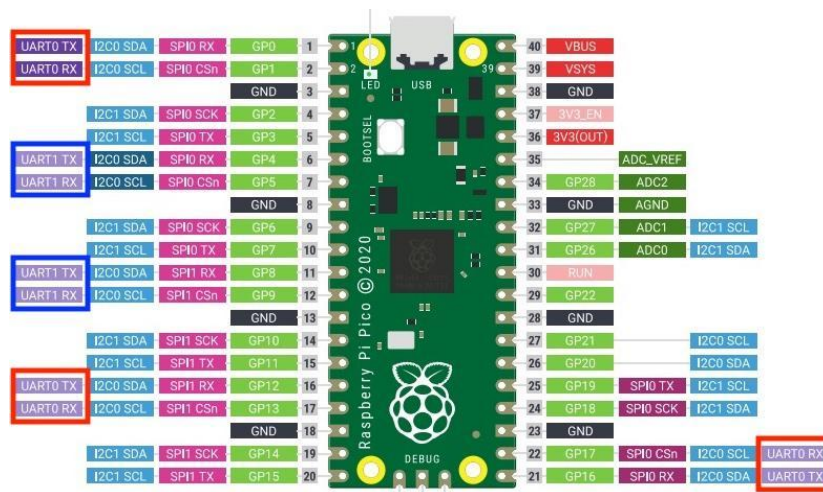 UART0 TX I2C0 SDA SPI0 RX GP0 1 1 40 VBUS
UART0 RX I2C0 SCL SPI0 CSn GP1 2 2 39 39 VSYS
GND 3 LED USB 38 GND
I2C1 SDA SPI0 SCK GP2 4 37 3V3_EN
I2C1 SCL SPI0 TX GP3 5 BOOTSEL 36 3V3(OUT)
UART1 TX I2C0 SDA SPI0 RX GP4 6 35 ADC_VREF
UART1 RX I2C0 SCL SPI0 CSn GP5 7 34 GP28 ADC2
GND 8 33 GND AGND
I2C1 SDA SPI0 SCK GP6 9 32 GP27 ADC1 I2C1 SCL
I2C1 SCL SPI0 TX GP7 10 31 GP26 ADC0 I2C1 SDA
UART1 TX I2C0 SDA SPI1 RX GP8 11 30 RUN
UART1 RX I2C0 SCL SPI1 CSn GP9 12 29 GP22
GND 13 28 GND
I2C1 SDA SPI1 SCK GP10 14 27 GP21 I2C0 SCL
I2C1 SCL SPI1 TX GP11 15 26 GP20 I2C0 SDA
UART0 TX I2C0 SDA SPI1 RX GP12 16 25 GP19 SPI0 TX I2C1 SCL
UART0 RX I2C0 SCL SPI1 CSn GP13 17 24 GP18 SPI0 SCK I2C1 SDA
GND 18 23 GND
I2C1 SDA SPI1 SCK GP14 19 22 GP17 SPI0 CSn I2C0 SCL UART0 RX
I2C1 SCL SPI1 TX GP15 20 21 GP16 SPI0 RX I2C0 SDA UART0 TX
Raspberry Pi Pico © 2020
DEBUG